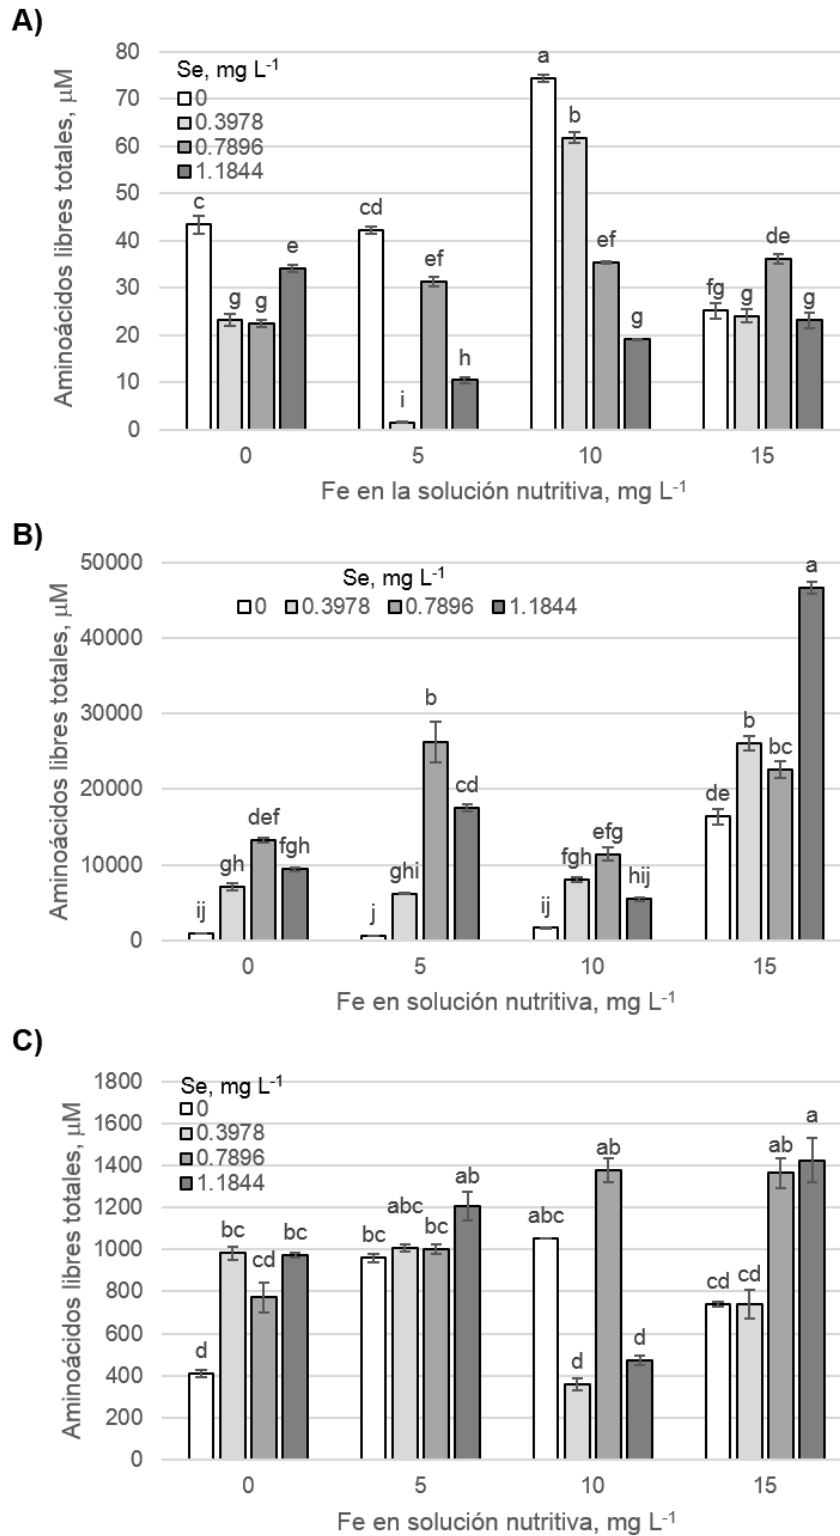 A)
Aminoácidos libres totales, μM
80
70
60
50
40
30
20
10
0
Se, mg L-1
0
0.3978
0.7896
1.1844
c
g
g
e
cd
i
ef
h
a
b
ef
g
fg
g
de
g
0
5
10
15
Fe en la solución nutritiva, mg L-1
B)
Aminoácidos libres totales, μM
50000
40000
30000
20000
10000
0
Se, mg L-1
0 0.3978 0.7896 1.1844
ij
gh
def
fgh
j
ghi
b
cd
ij
fgh
efg
hij
de
b
bc
a
0
5
10
15
Fe en solución nutritiva, mg L-1
C)
Aminoácidos libres totales, μM
1800
1600
1400
1200
1000
800
600
400
200
0
Se, mg L-1
0
0.3978
0.7896
1.1844
d
bc
cd
bc
bc
abc
bc
ab
abc
d
ab
d
cd
cd
ab
a
0
5
10
15
Fe en solución nutritiva, mg L-1